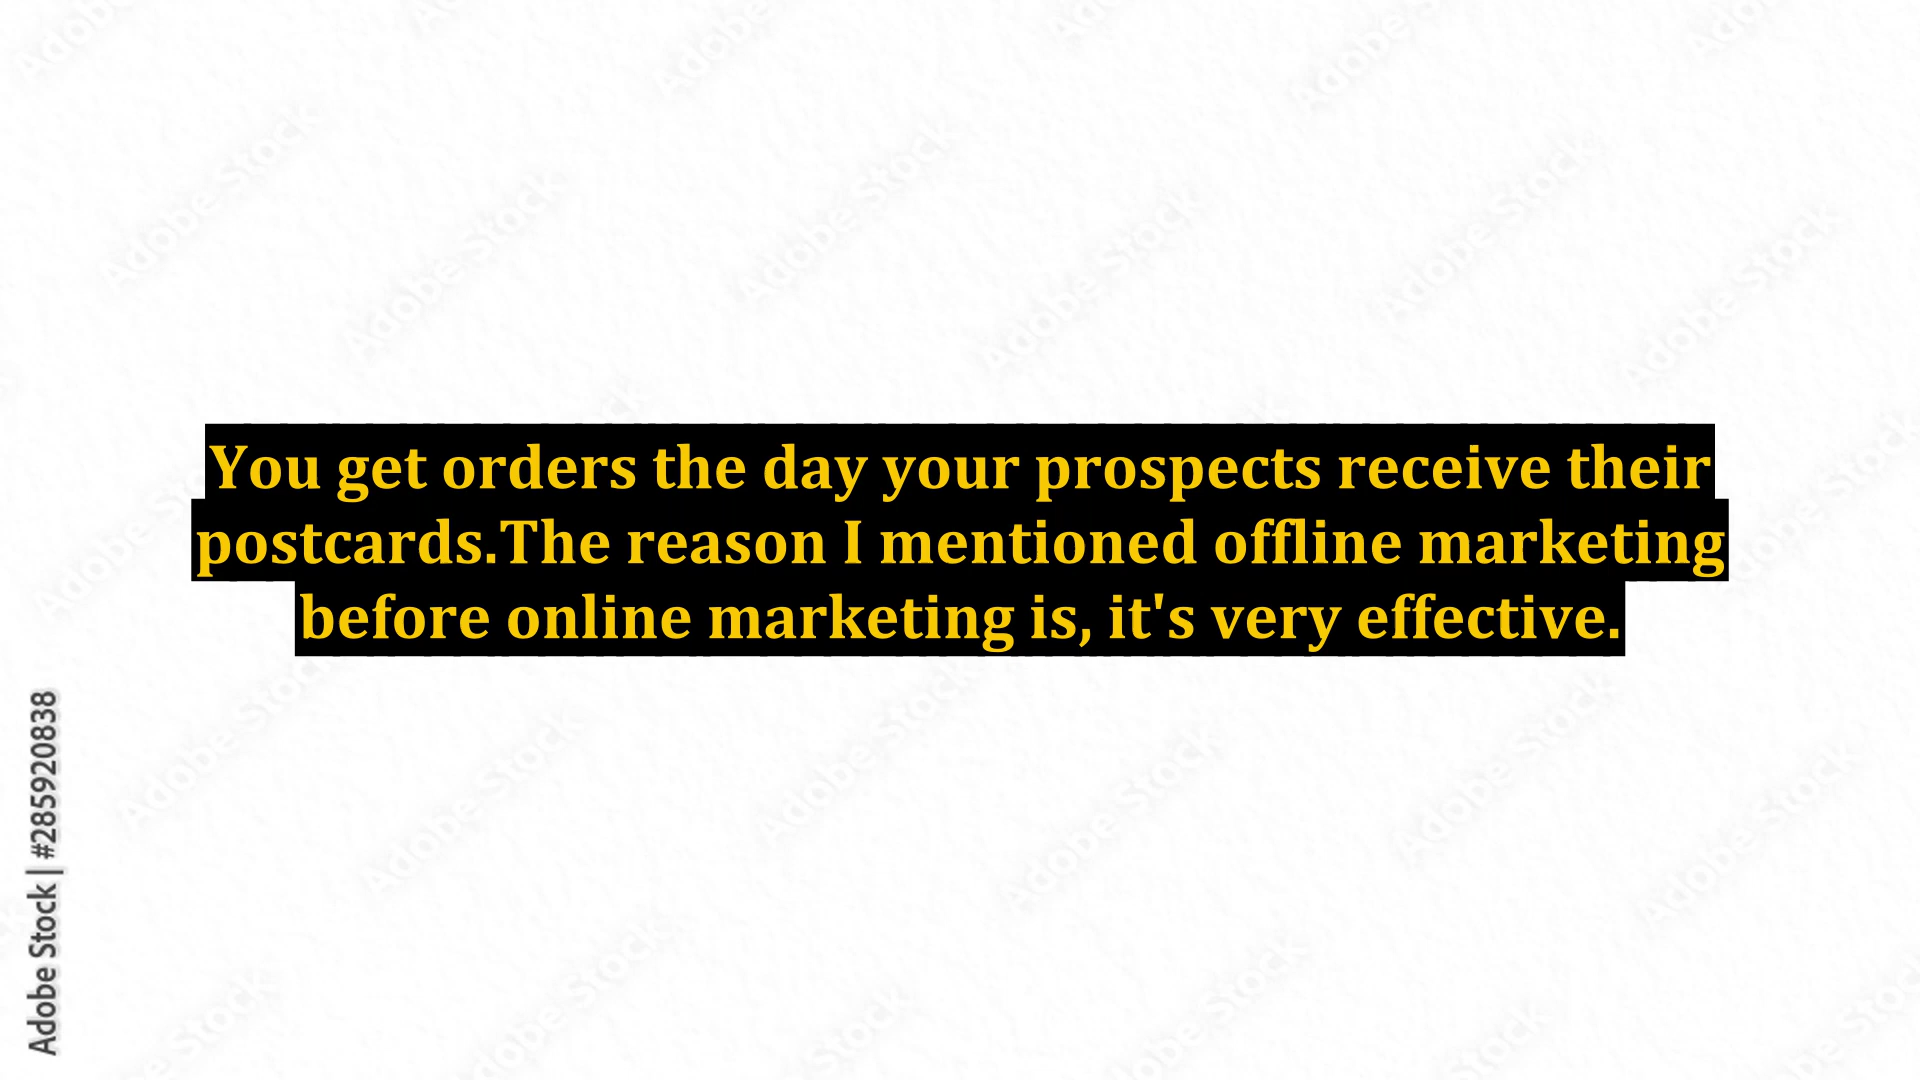 You get orders the day your prospects receive their
postcards.The reason I mentioned offline marketing
before online marketing is, it's very effective.
Adobe Stock | #285920838